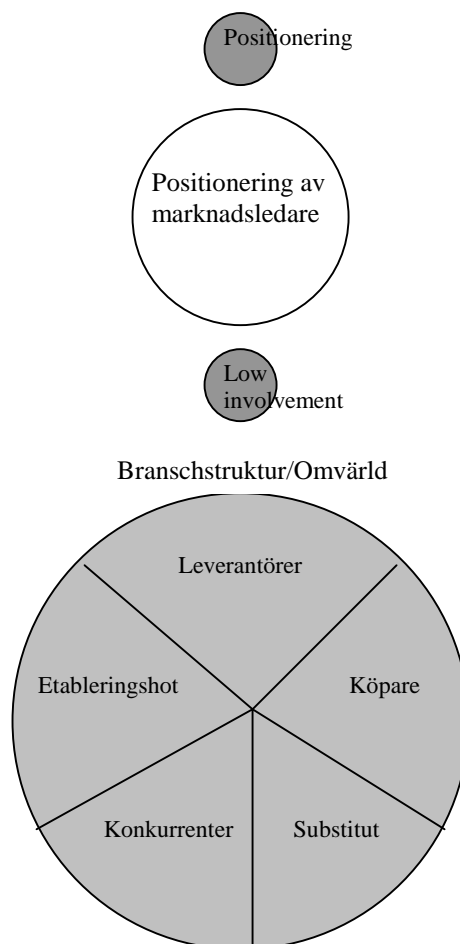 Positionering
Positionering av
marknadsledare
Low
involvement
Branschstruktur/Omvärld
Leverantörer
Etableringshot
Köpare
Konkurrenter
Substitut